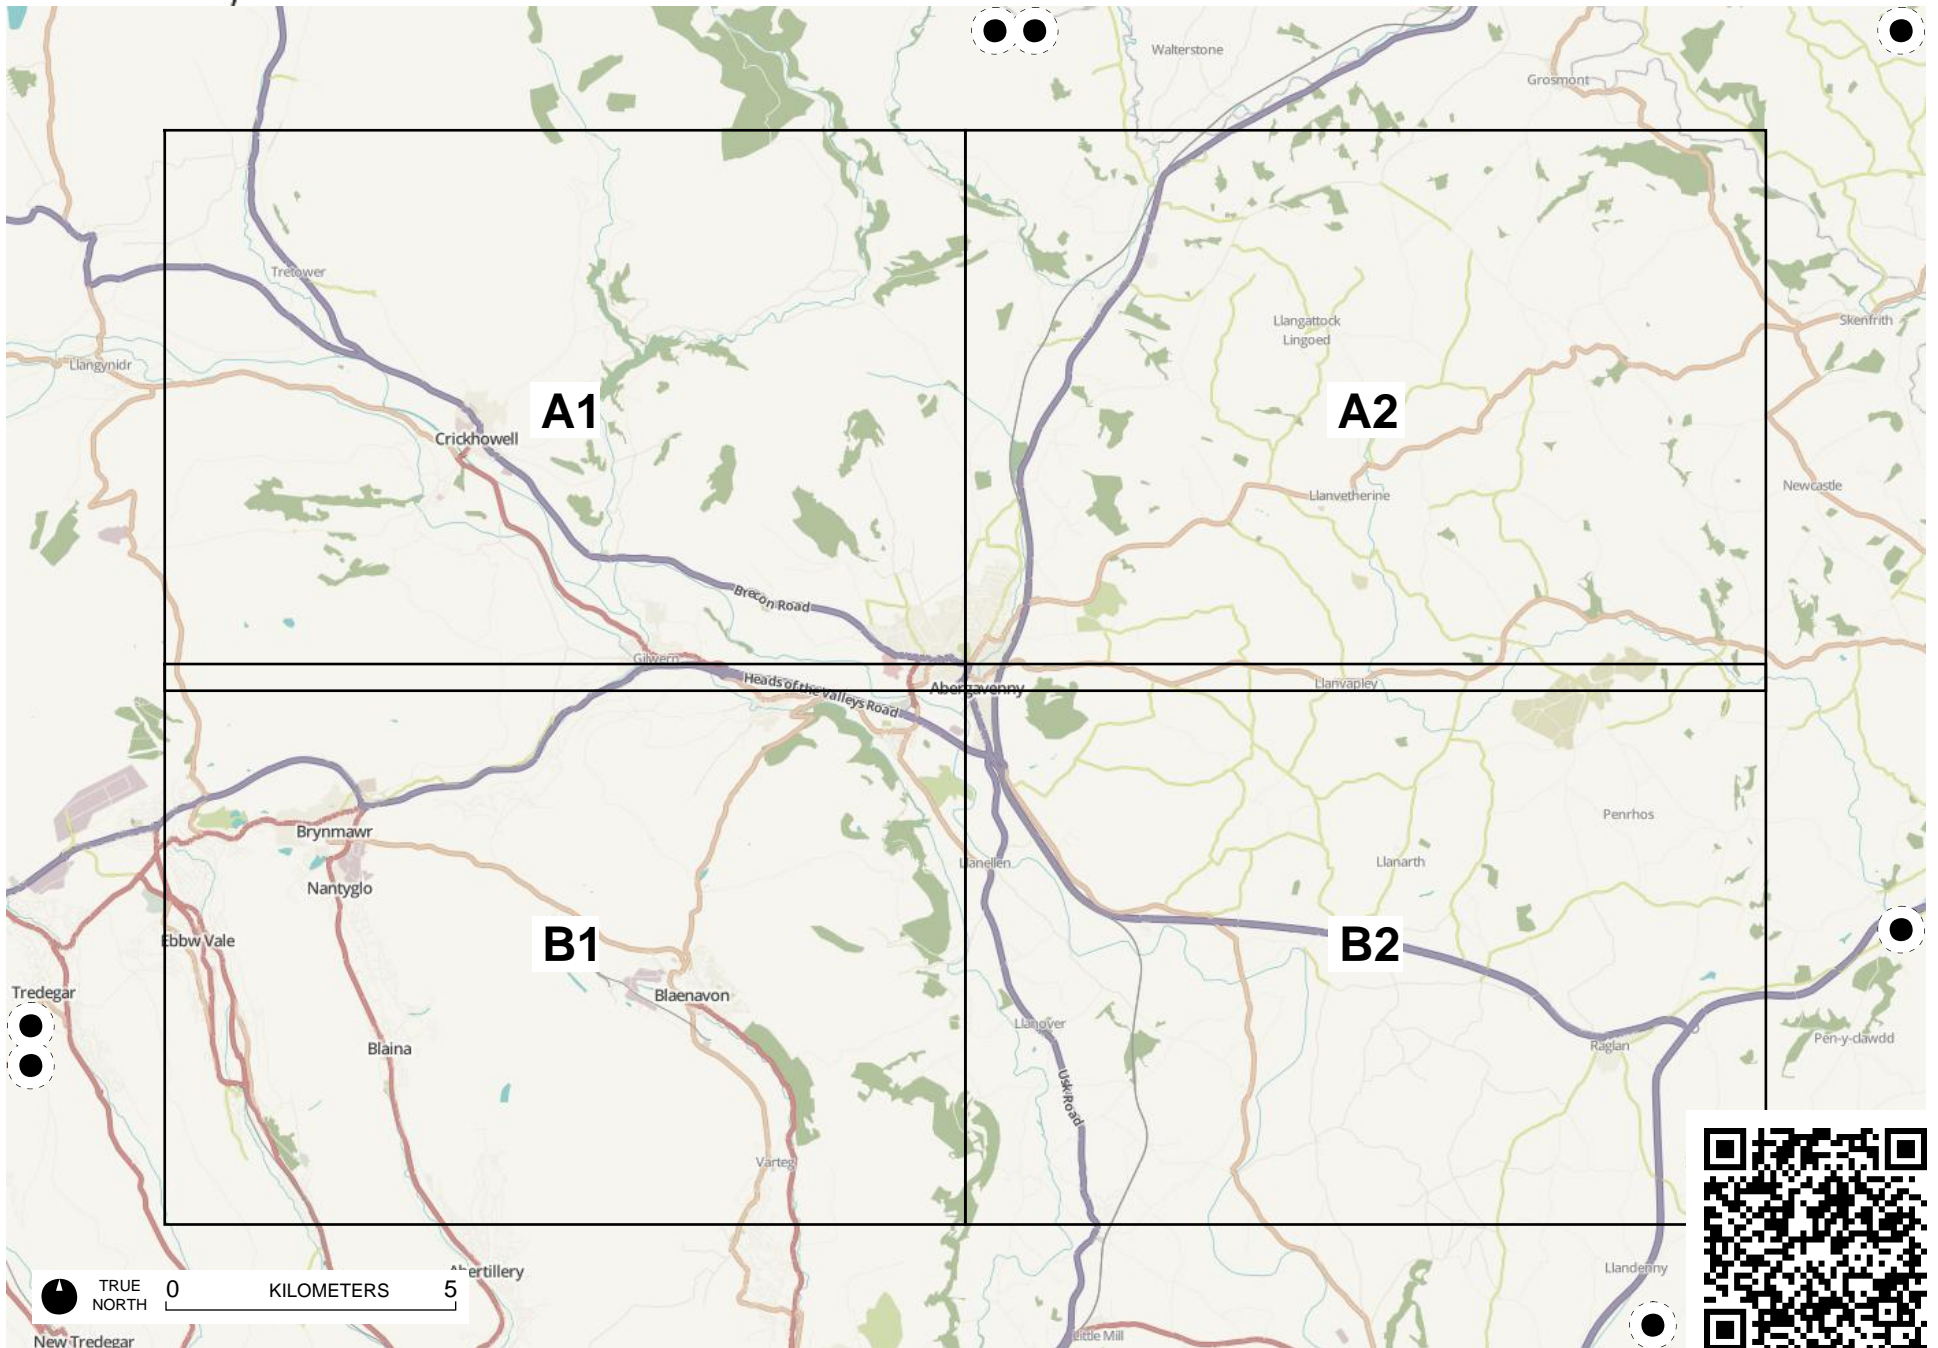 Walterstone
Grosmont
Tretower
Llangattock
Lingoed
Skenfrith
Llangynidr
A1
A2
Crickhowell
Newcastle
Llanvetherine
Brecon Road
Gilwern
Heads of the Valleys Road
Abergavenny
Llanvapley
Penrhos
Brynmawr
Llanellen
Llanarth
Nantyglo
Ebbw Vale
B1
B2
Tredegar
Blaenavon
Llanover
Pen-y-clawdd
Blaina
Raglan
Usk Road
Varteg
Abertillery
Llandenny
TRUE
NORTH
0 KILOMETERS 5
New Tredegar
Little Mill